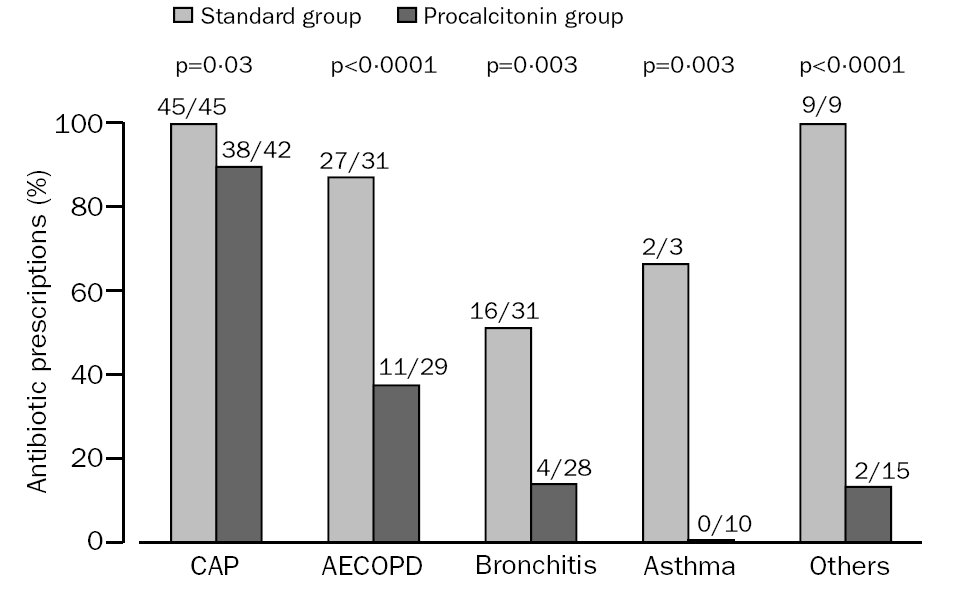 Standard group Procalcitonin group
p=0·03 p<0·0001 p=0·003 p=0·003 p<0·0001
45/45 38/42 27/31 11/29 16/31 4/28 2/3 0/10 9/9 2/15
Antibiotic prescriptions (%)
100
80
60
40
20
0
CAP AECOPD Bronchitis Asthma Others